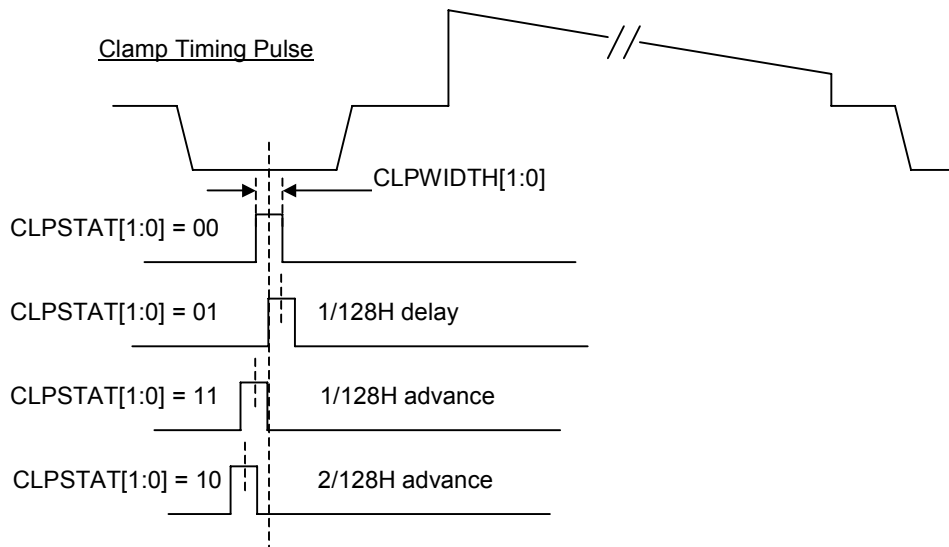 Clamp Timing Pulse
CLPWIDTH[1:0]
CLPSTAT[1:0] = 00
CLPSTAT[1:0] = 01 1/128H delay
CLPSTAT[1:0] = 11 1/128H advance
CLPSTAT[1:0] = 10 2/128H advance